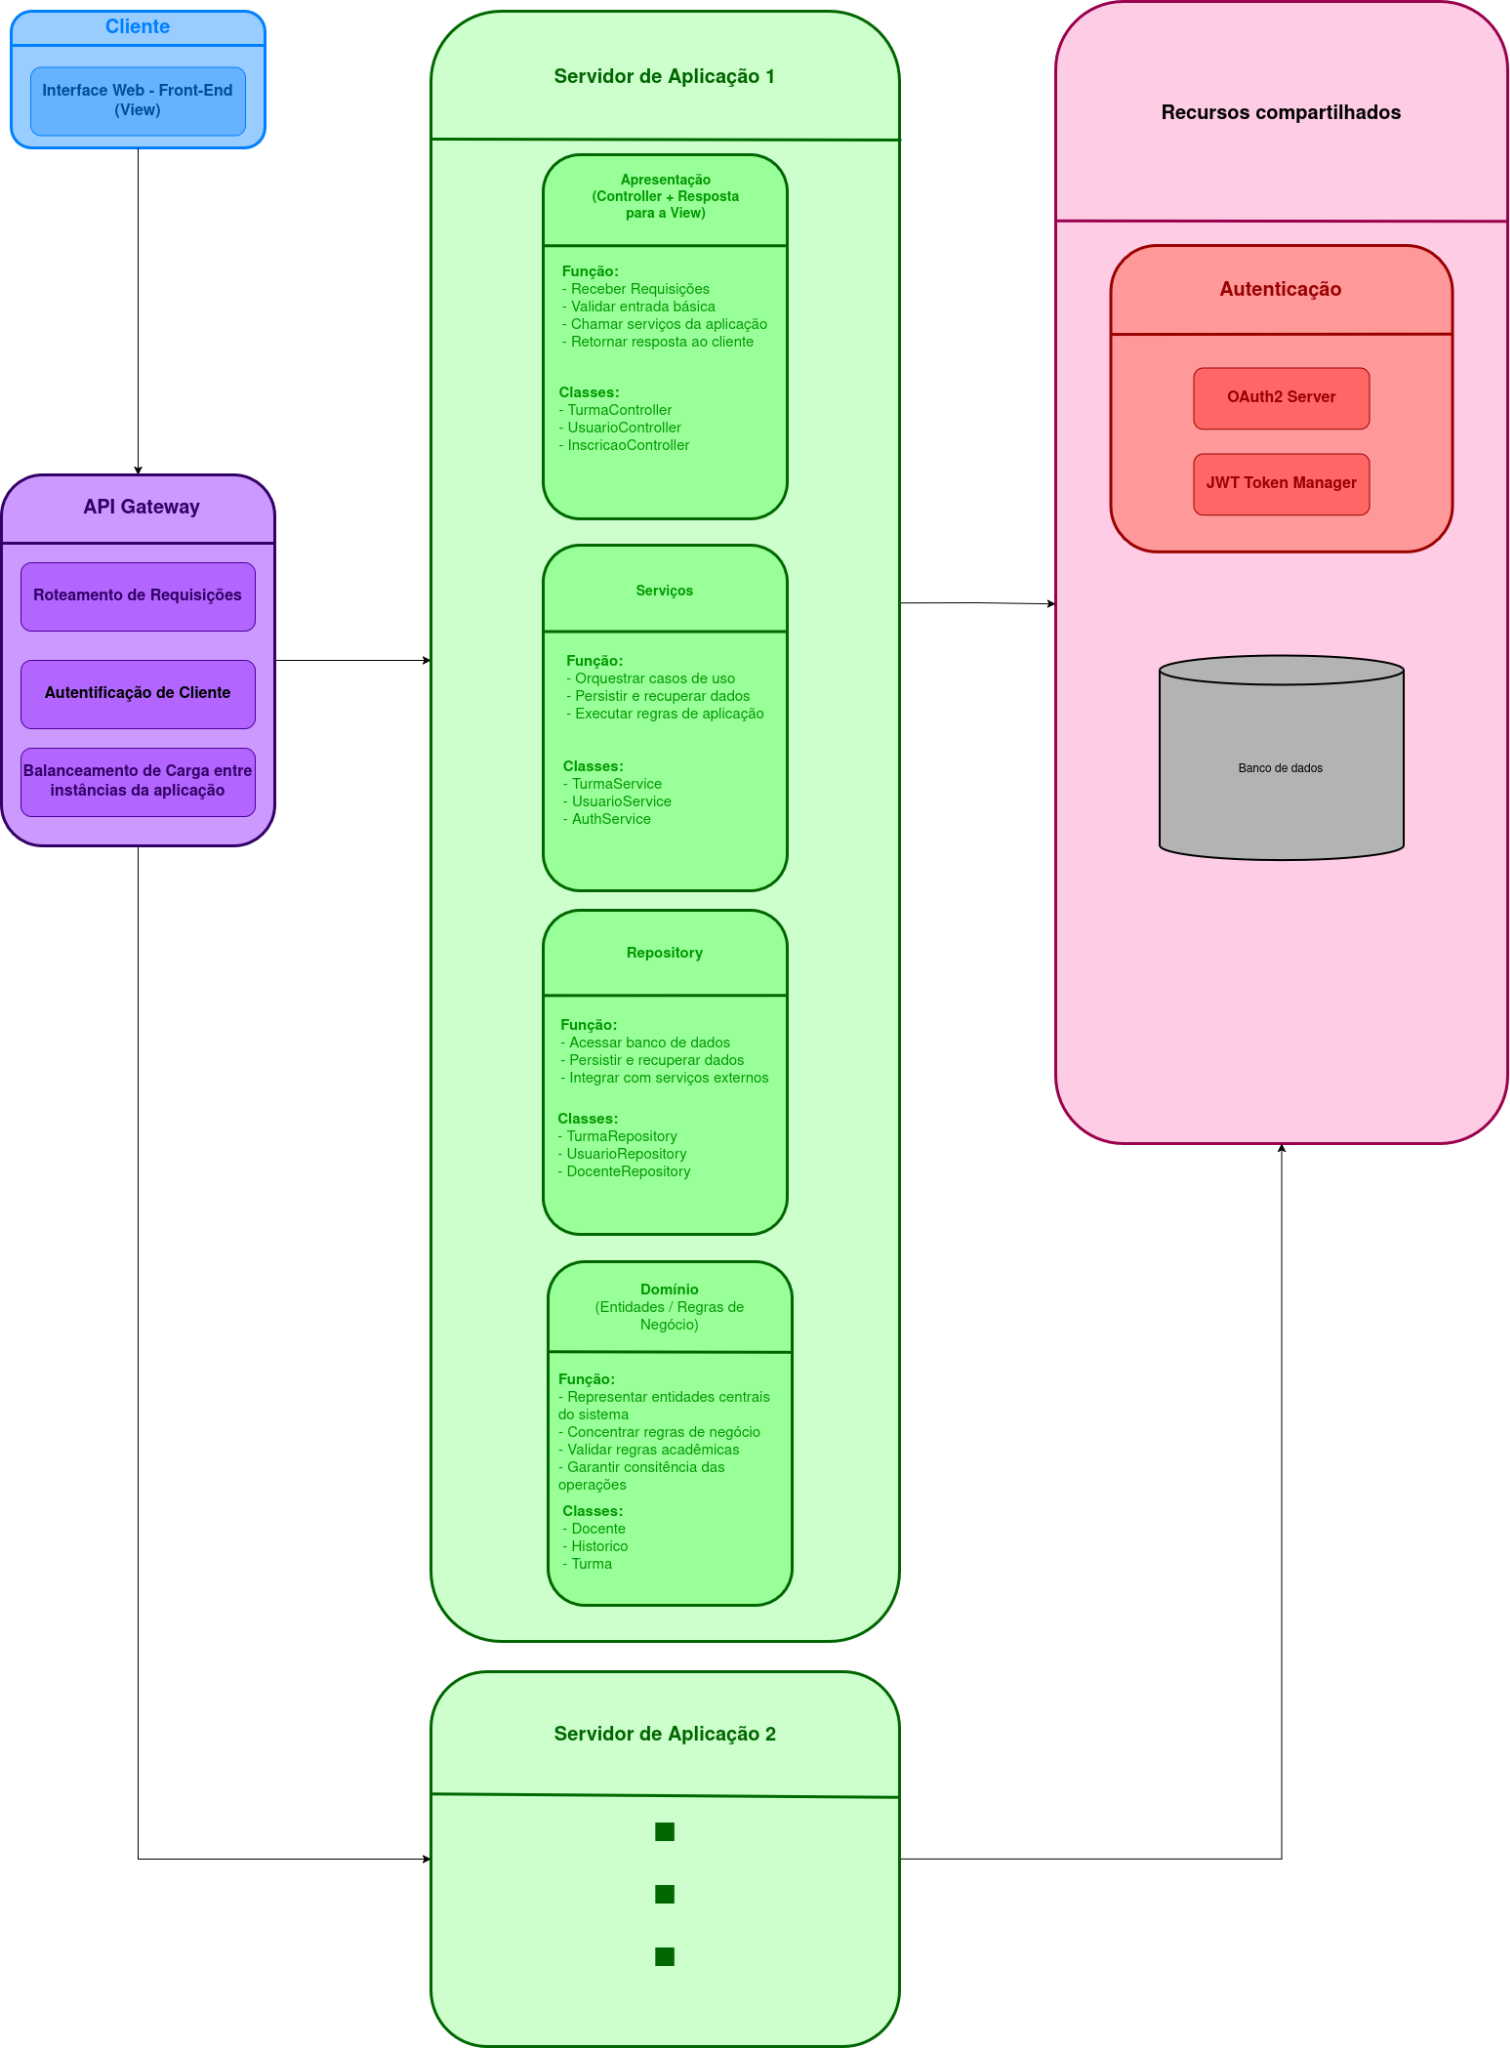 Cliente
Interface Web - Front-End
(View)
API Gateway
Roteamento de Requisições
Autentificação de Cliente
Balanceamento de Carga entre
instâncias da aplicação
Servidor de Aplicação 1
Apresentação
(Controller + Resposta
para a View)
Função:
- Receber Requisições
- Validar entrada básica
- Chamar serviços da aplicação
- Retornar resposta ao cliente
Classes:
- TurmaController
- UsuarioController
- InscricaoController
Serviços
Função:
- Orquestrar casos de uso
- Persistir e recuperar dados
- Executar regras de aplicação
Classes:
- TurmaService
- UsuarioService
- AuthService
Repository
Função:
- Acessar banco de dados
- Persistir e recuperar dados
- Integrar com serviços externos
Classes:
- TurmaRepository
- UsuarioRepository
- DocenteRepository
Domínio
(Entidades / Regras de
Negócio)
Função:
- Representar entidades centrais
do sistema
- Concentrar regras de negócio
- Validar regras acadêmicas
- Garantir consitência das
operações
Classes:
- Docente
- Historico
- Turma
Servidor de Aplicação 2
Recursos compartilhados
Autenticação
OAuth2 Server
JWT Token Manager
Banco de dados